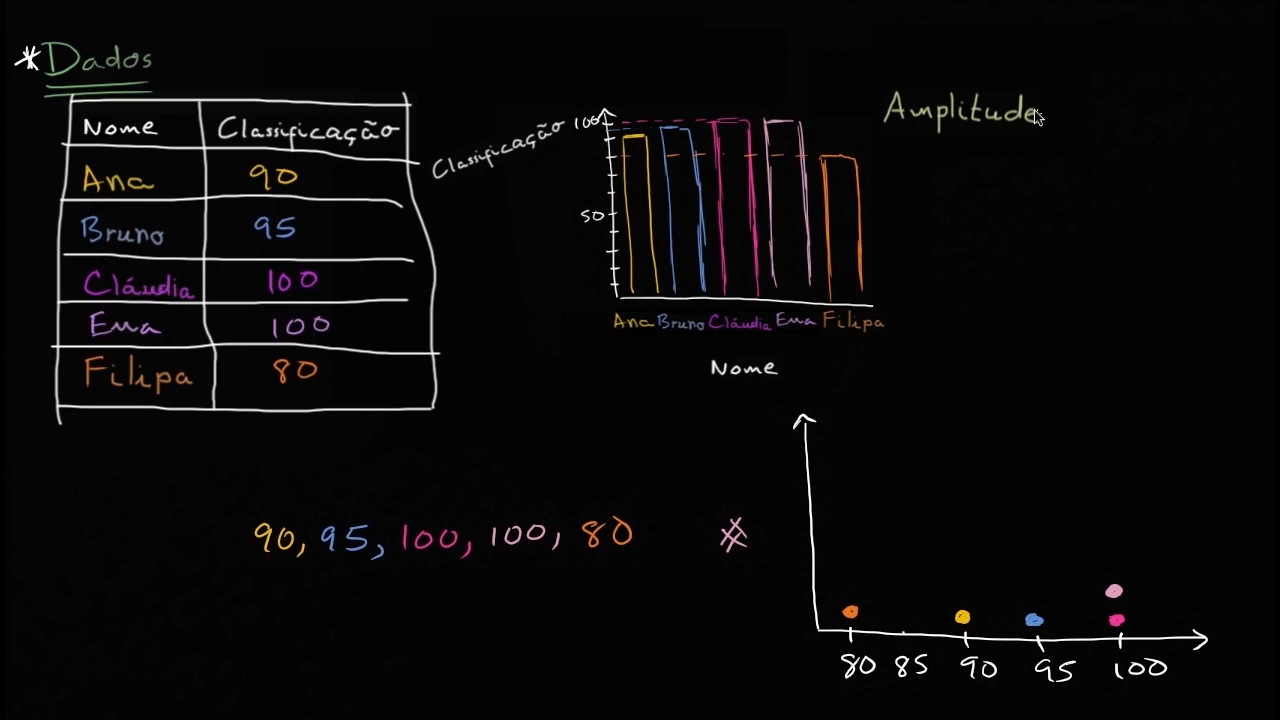 * Dados
Nome Classificação
Ana 90
Bruno 95
Cláudia 100
Ema 100
Filipa 80
Classificação
100
50
Ana Bruno Cláudia Ema Filipa
Nome
Amplitude
90, 95, 100, 100, 80 #
80 85 90 95 100